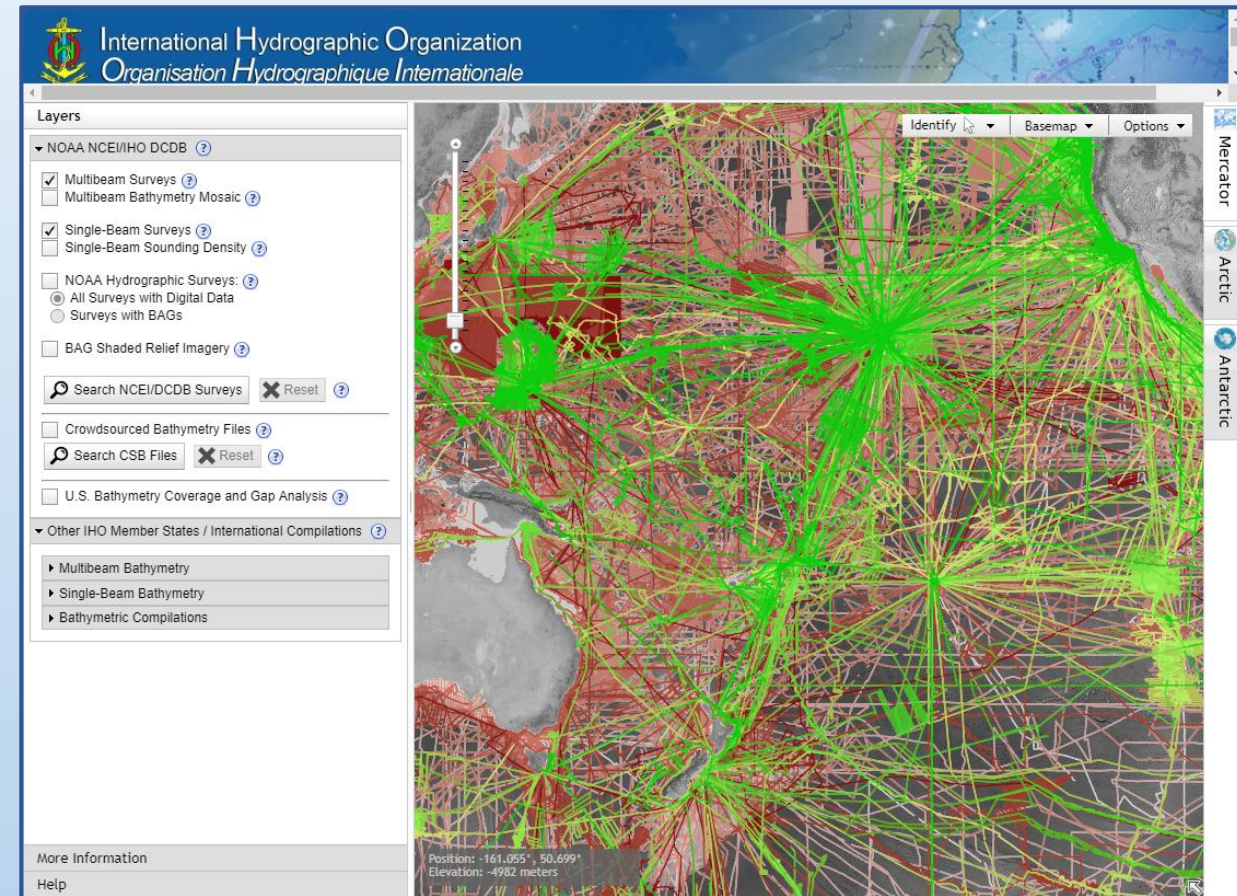 International Hydrographic Organization
Organisation Hydrographique Internationale
Layers
NOAA NCEI/IHO DCDB ?
Multibeam Surveys ?
Multibeam Bathymetry Mosaic ?
Single-Beam Surveys ?
Single-Beam Sounding Density ?
NOAA Hydrographic Surveys: ?
All Surveys with Digital Data
Surveys with BAGs
BAG Shaded Relief Imagery ?
Search NCEI/DCDB Surveys Reset ?
Crowdsourced Bathymetry Files ?
Search CSB Files Reset ?
U.S. Bathymetry Coverage and Gap Analysis ?
Other IHO Member States / International Compilations ?
Multibeam Bathymetry
Single-Beam Bathymetry
Bathymetric Compilations
More Information
Help
Identify Basemap Options
Position: -161.055°, 50.699°
Elevation: -4982 meters
Mercator
Arctic
Antarctic